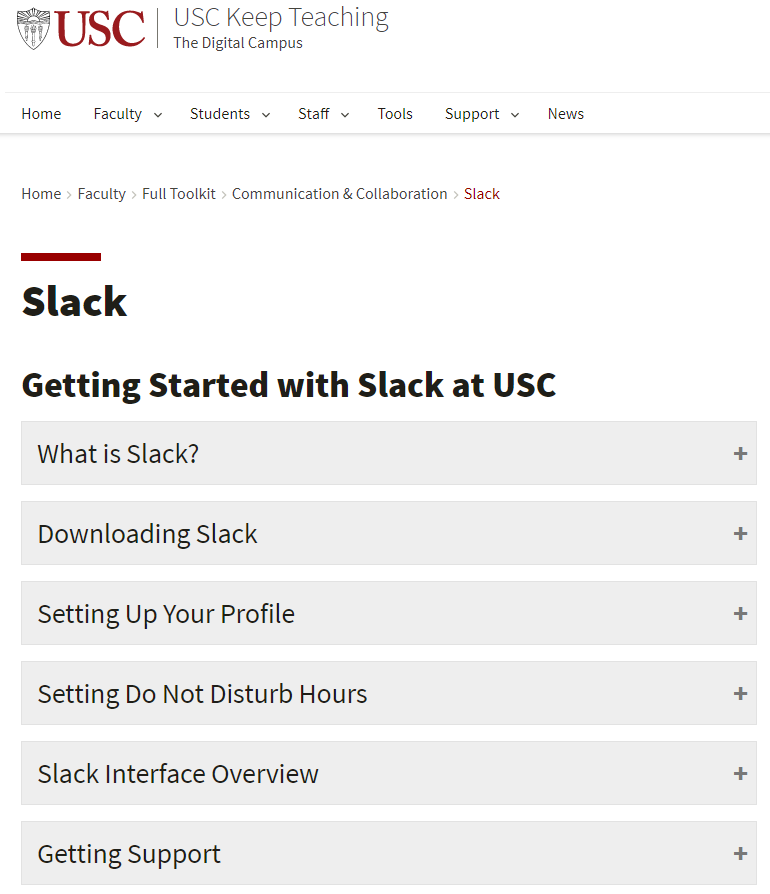 USC USC Keep Teaching
The Digital Campus
Home Faculty Students Staff Tools Support News
Home > Faculty > Full Toolkit > Communication & Collaboration > Slack
Slack
Getting Started with Slack at USC
What is Slack? +
Downloading Slack +
Setting Up Your Profile +
Setting Do Not Disturb Hours +
Slack Interface Overview +
Getting Support +